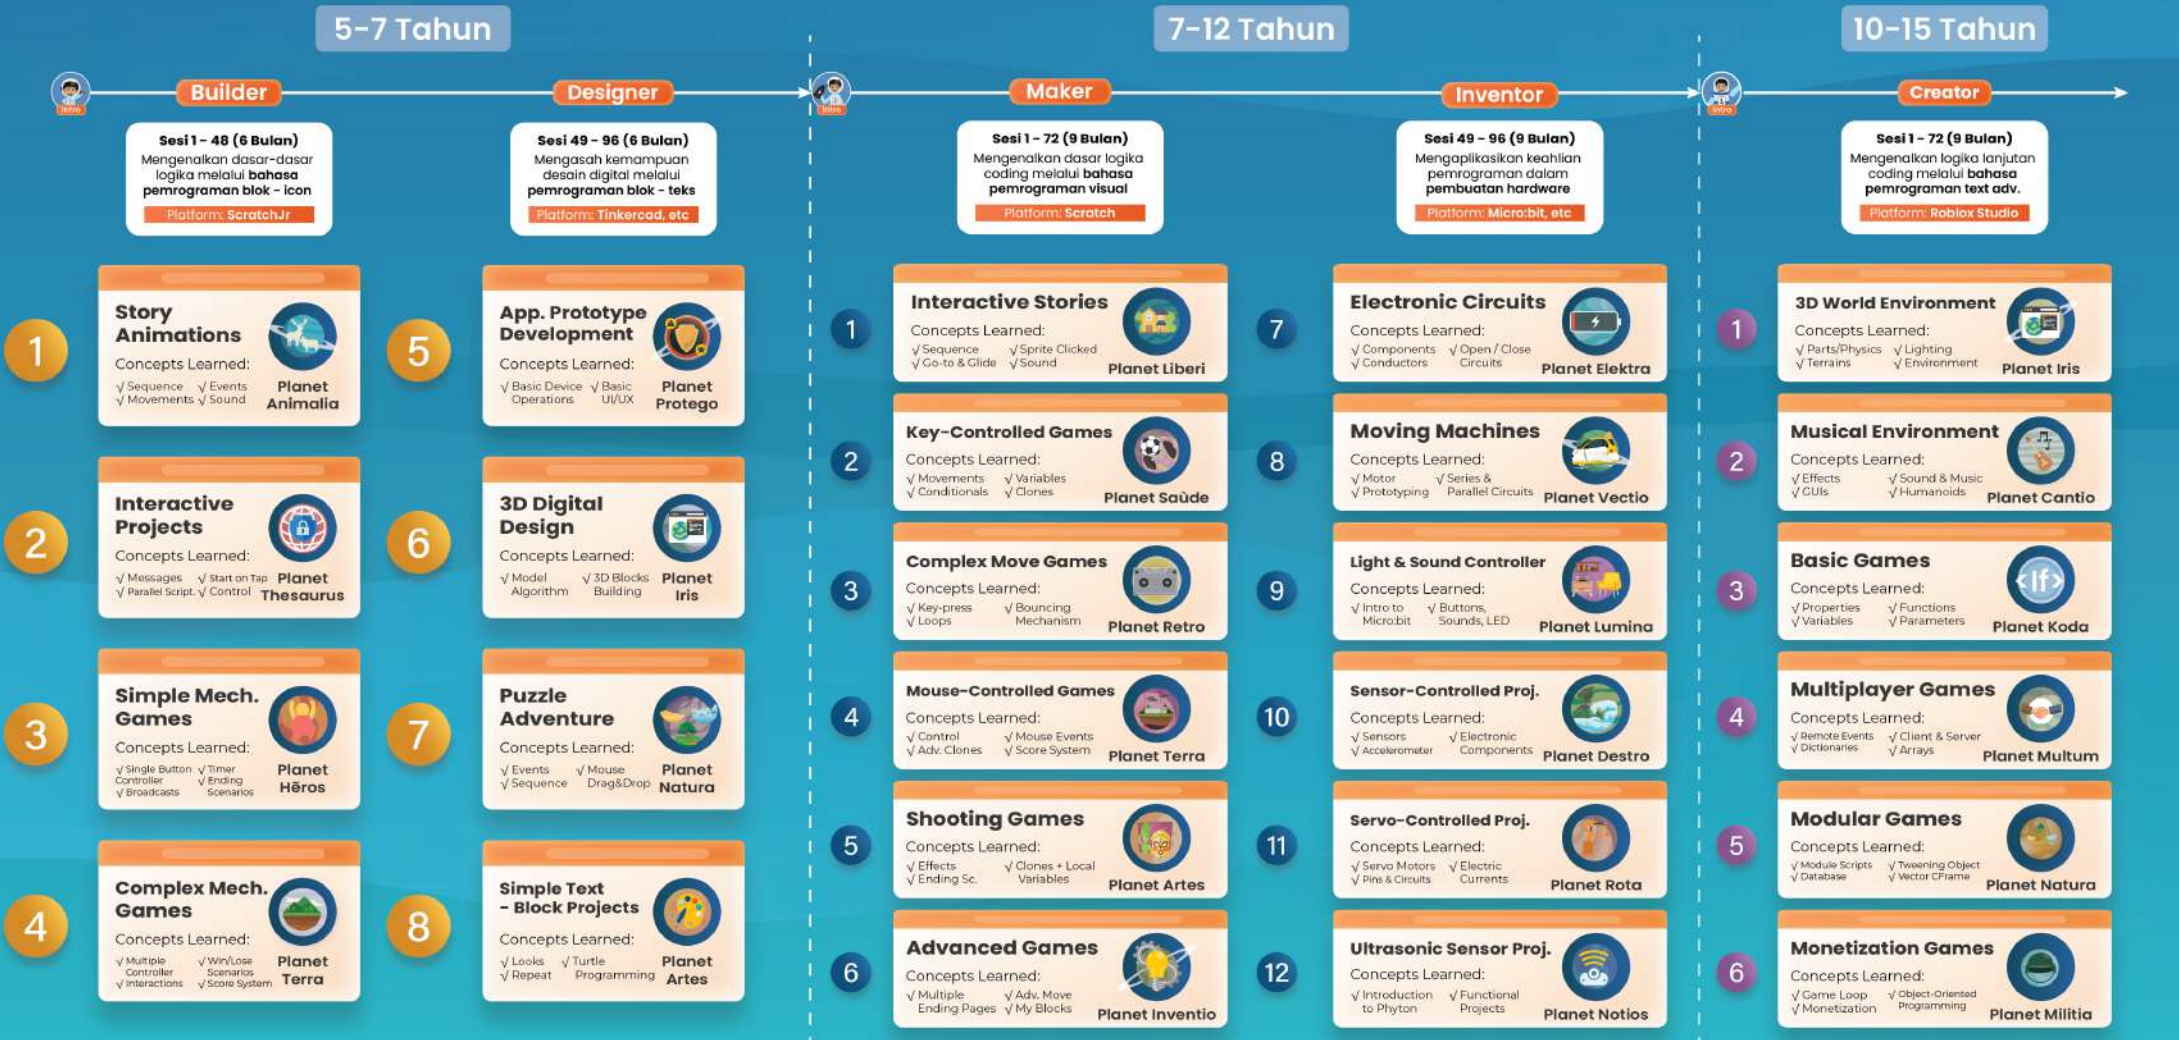 5-7 Tahun
7-12 Tahun
10-15 Tahun
Intro
Builder
Designer
Intro
Maker
Inventor
Intro
Creator
Sesi 1 - 48 (6 Bulan)
Mengenalkan dasar-dasar
logika melalui bahasa
pemrograman blok - icon
Platform: ScratchJr
Sesi 49 - 96 (6 Bulan)
Mengasah kemampuan
desain digital melalui
pemrograman blok - teks
Platform: Tinkercad, etc
Sesi 1 - 72 (9 Bulan)
Mengenalkan dasar logika
coding melalui bahasa
pemrograman visual
Platform: Scratch
Sesi 49 - 96 (9 Bulan)
Mengaplikasikan keahlian
pemrograman dalam
pembuatan hardware
Platform: Micro:bit, etc
Sesi 1 - 72 (9 Bulan)
Mengenalkan logika lanjutan
coding melalui bahasa
pemrograman text adv.
Platform: Roblox Studio
1
Story
Animations
Concepts Learned:
√ Sequence √ Events
√ Movements √ Sound
Planet
Animalia
2
Interactive
Projects
Concepts Learned:
√ Messages √ Start on Tap
√ Parallel Script. √ Control
Planet
Thesaurus
3
Simple Mech.
Games
Concepts Learned:
√ Single Button √ Timer
Controller √ Ending
√ Broadcasts Scenarios
Planet
Hēros
4
Complex Mech.
Games
Concepts Learned:
√ Multiple √ Win/Lose
Controller Scenarios
√ Interactions √ Score System
Planet
Terra
5
App. Prototype
Development
Concepts Learned:
√ Basic Device √ Basic
Operations UI/UX
Planet
Protego
6
3D Digital
Design
Concepts Learned:
√ Model √ 3D Blocks
Algorithm Building
Planet
Iris
7
Puzzle
Adventure
Concepts Learned:
√ Events √ Mouse
√ Sequence Drag&Drop
Planet
Natura
8
Simple Text
- Block Projects
Concepts Learned:
√ Looks √ Turtle
√ Repeat Programming
Planet
Artes
1
Interactive Stories
Concepts Learned:
√ Sequence √ Sprite Clicked
√ Go-to & Glide √ Sound
Planet Liberi
2
Key-Controlled Games
Concepts Learned:
√ Movements √ Variables
√ Conditionals √ Clones
Planet Saùde
3
Complex Move Games
Concepts Learned:
√ Key-press √ Bouncing
√ Loops Mechanism
Planet Retro
4
Mouse-Controlled Games
Concepts Learned:
√ Control √ Mouse Events
√ Adv. Clones √ Score System
Planet Terra
5
Shooting Games
Concepts Learned:
√ Effects √ Clones + Local
√ Ending Sc. Variables
Planet Artes
6
Advanced Games
Concepts Learned:
√ Multiple √ Adv. Move
Ending Pages √ My Blocks
Planet Inventio
7
Electronic Circuits
Concepts Learned:
√ Components √ Open / Close
√ Conductors Circuits
Planet Elektra
8
Moving Machines
Concepts Learned:
√ Motor √ Series &
√ Prototyping Parallel Circuits
Planet Vectio
9
Light & Sound Controller
Concepts Learned:
√ Intro to √ Buttons,
Micro:bit Sounds, LED
Planet Lumina
10
Sensor-Controlled Proj.
Concepts Learned:
√ Sensors √ Electronic
√ Accelerometer Components
Planet Destro
11
Servo-Controlled Proj.
Concepts Learned:
√ Servo Motors √ Electric
√ Pins & Circuits Currents
Planet Rota
12
Ultrasonic Sensor Proj.
Concepts Learned:
√ Introduction √ Functional
to Phyton Projects
Planet Notios
1
3D World Environment
Concepts Learned:
√ Parts/Physics √ Lighting
√ Terrains √ Environment
Planet Iris
2
Musical Environment
Concepts Learned:
√ Effects √ Sound & Music
√ GUIs √ Humanoids
Planet Cantio
3
Basic Games
Concepts Learned:
√ Properties √ Functions
√ Variables √ Parameters
<If>
Planet Koda
4
Multiplayer Games
Concepts Learned:
√ Remote Events √ Client & Server
√ Dictionaries √ Arrays
Planet Multum
5
Modular Games
Concepts Learned:
√ Module Scripts √ Tweening Object
√ Database √ Vector CFrame
Planet Natura
6
Monetization Games
Concepts Learned:
√ Game Loop √ Object-Oriented
√ Monetization Programming
Planet Militia